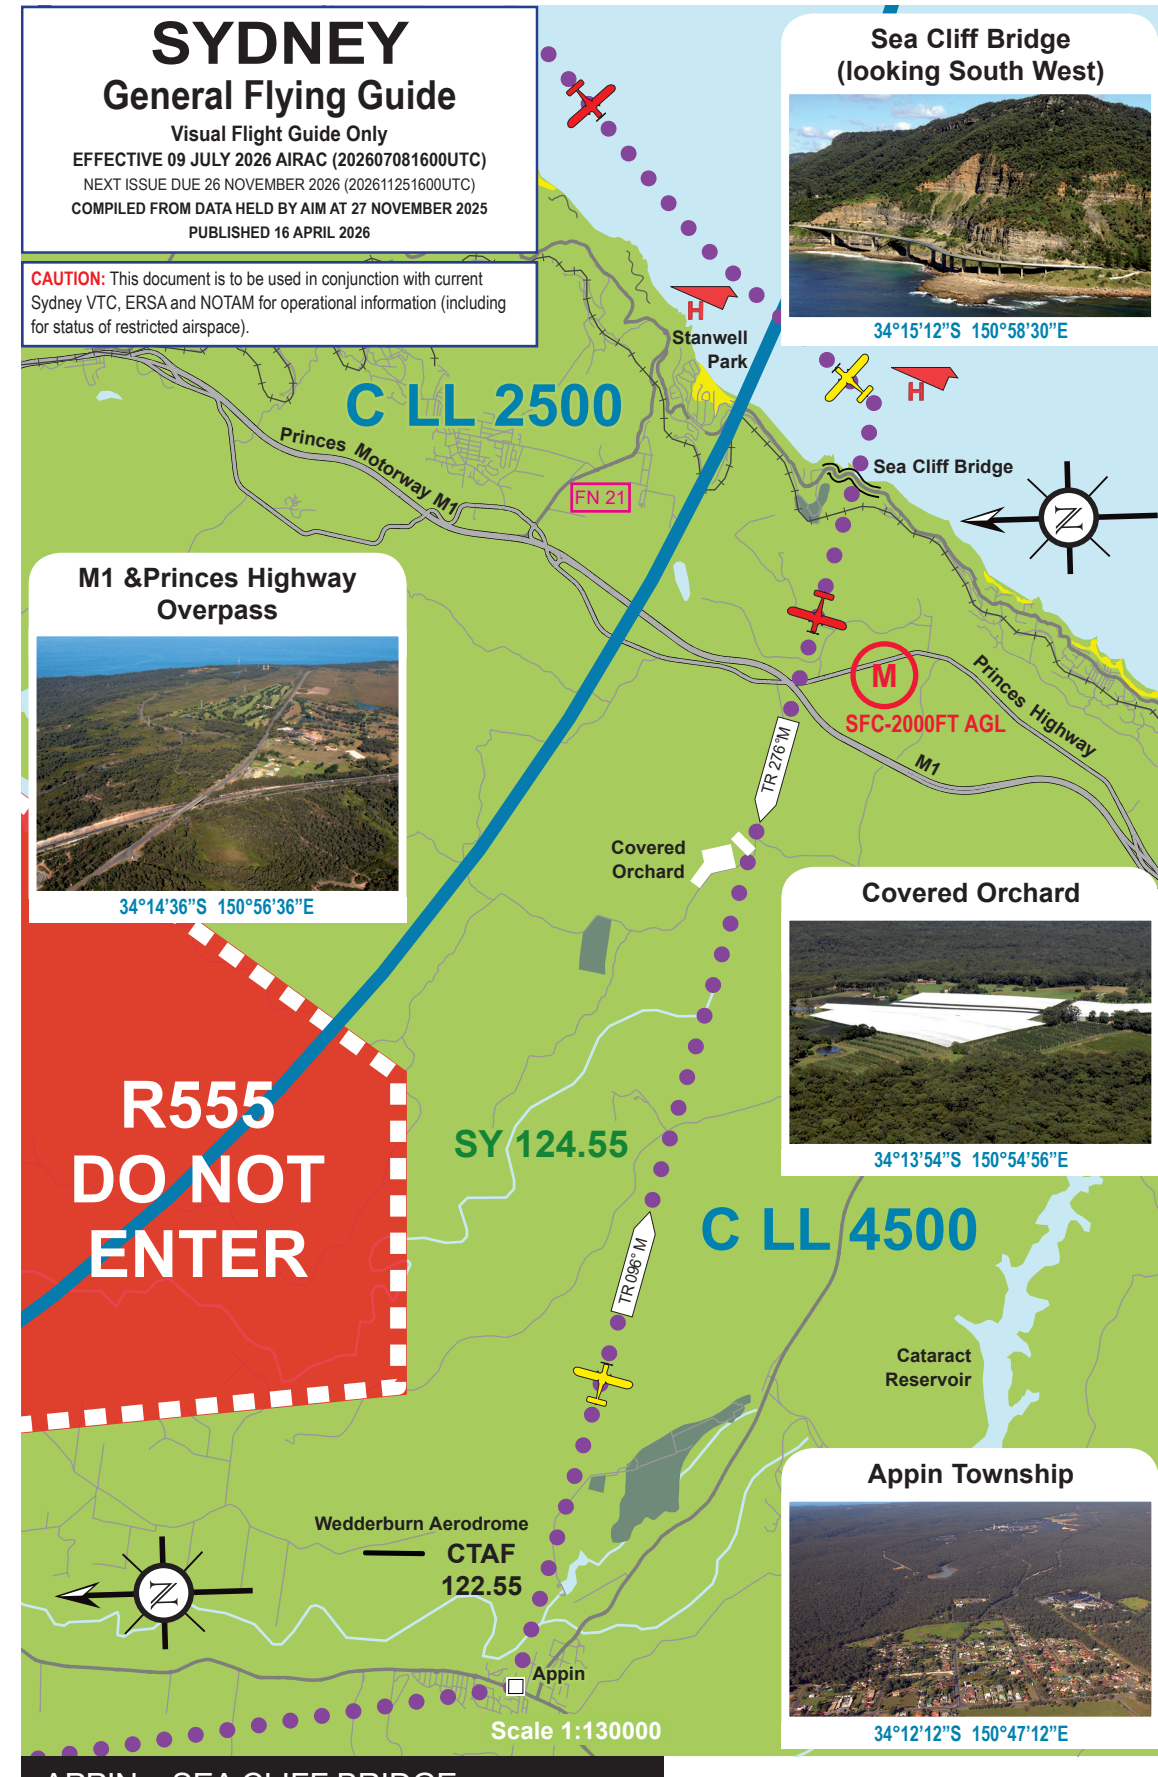 SYDNEY
General Flying Guide
Visual Flight Guide Only
EFFECTIVE 09 JULY 2026 AIRAC (202607081600UTC)
NEXT ISSUE DUE 26 NOVEMBER 2026 (202611251600UTC)
COMPILED FROM DATA HELD BY AIM AT 27 NOVEMBER 2025
PUBLISHED 16 APRIL 2026
CAUTION: This document is to be used in conjunction with current
Sydney VTC, ERSA and NOTAM for operational information (including
for status of restricted airspace).
Sea Cliff Bridge
(looking South West)
34°15’12”S 150°58’30”E
H
Stanwell
Park
H
C LL 2500
Princes Motorway M1
FN 21
Sea Cliff Bridge
N
M1 &Princes Highway
Overpass
34°14’36”S 150°56’36”E
M
SFC-2000FT AGL
Princes Highway
M1
TR 276°M
Covered
Orchard
Covered Orchard
34°13’54”S 150°54’56”E
R555
DO NOT
ENTER
SY 124.55
C LL 4500
TR 096° M
Cataract
Reservoir
Appin Township
34°12’12”S 150°47’12”E
Wedderburn Aerodrome
CTAF
122.55
N
Appin
Scale 1:130000
APPIN – SEA CLIFF BRIDGE